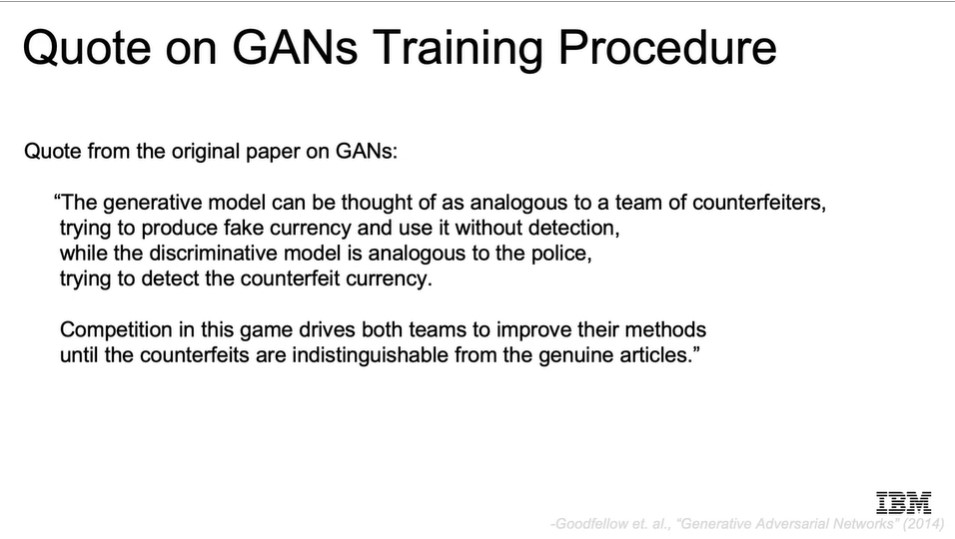 Quote on GANs Training Procedure
Quote from the original paper on GANs:
“The generative model can be thought of as analogous to a team of counterfeiters,
trying to produce fake currency and use it without detection,
while the discriminative model is analogous to the police,
trying to detect the counterfeit currency.
Competition in this game drives both teams to improve their methods
until the counterfeits are indistinguishable from the genuine articles.”
IBM
-Goodfellow et. al., “Generative Adversarial Networks” (2014)